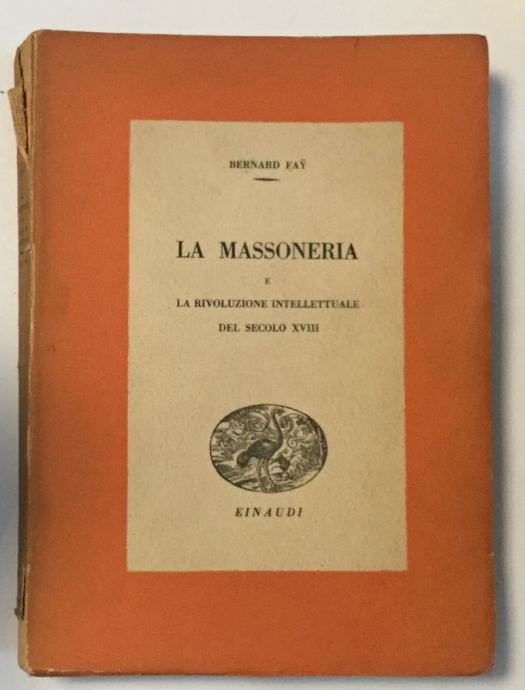 BERNARD FAŸ
LA MASSONERIA
E
LA RIVOLUZIONE INTELLETTUALE
DEL SECOLO XVIII
EINAUDI